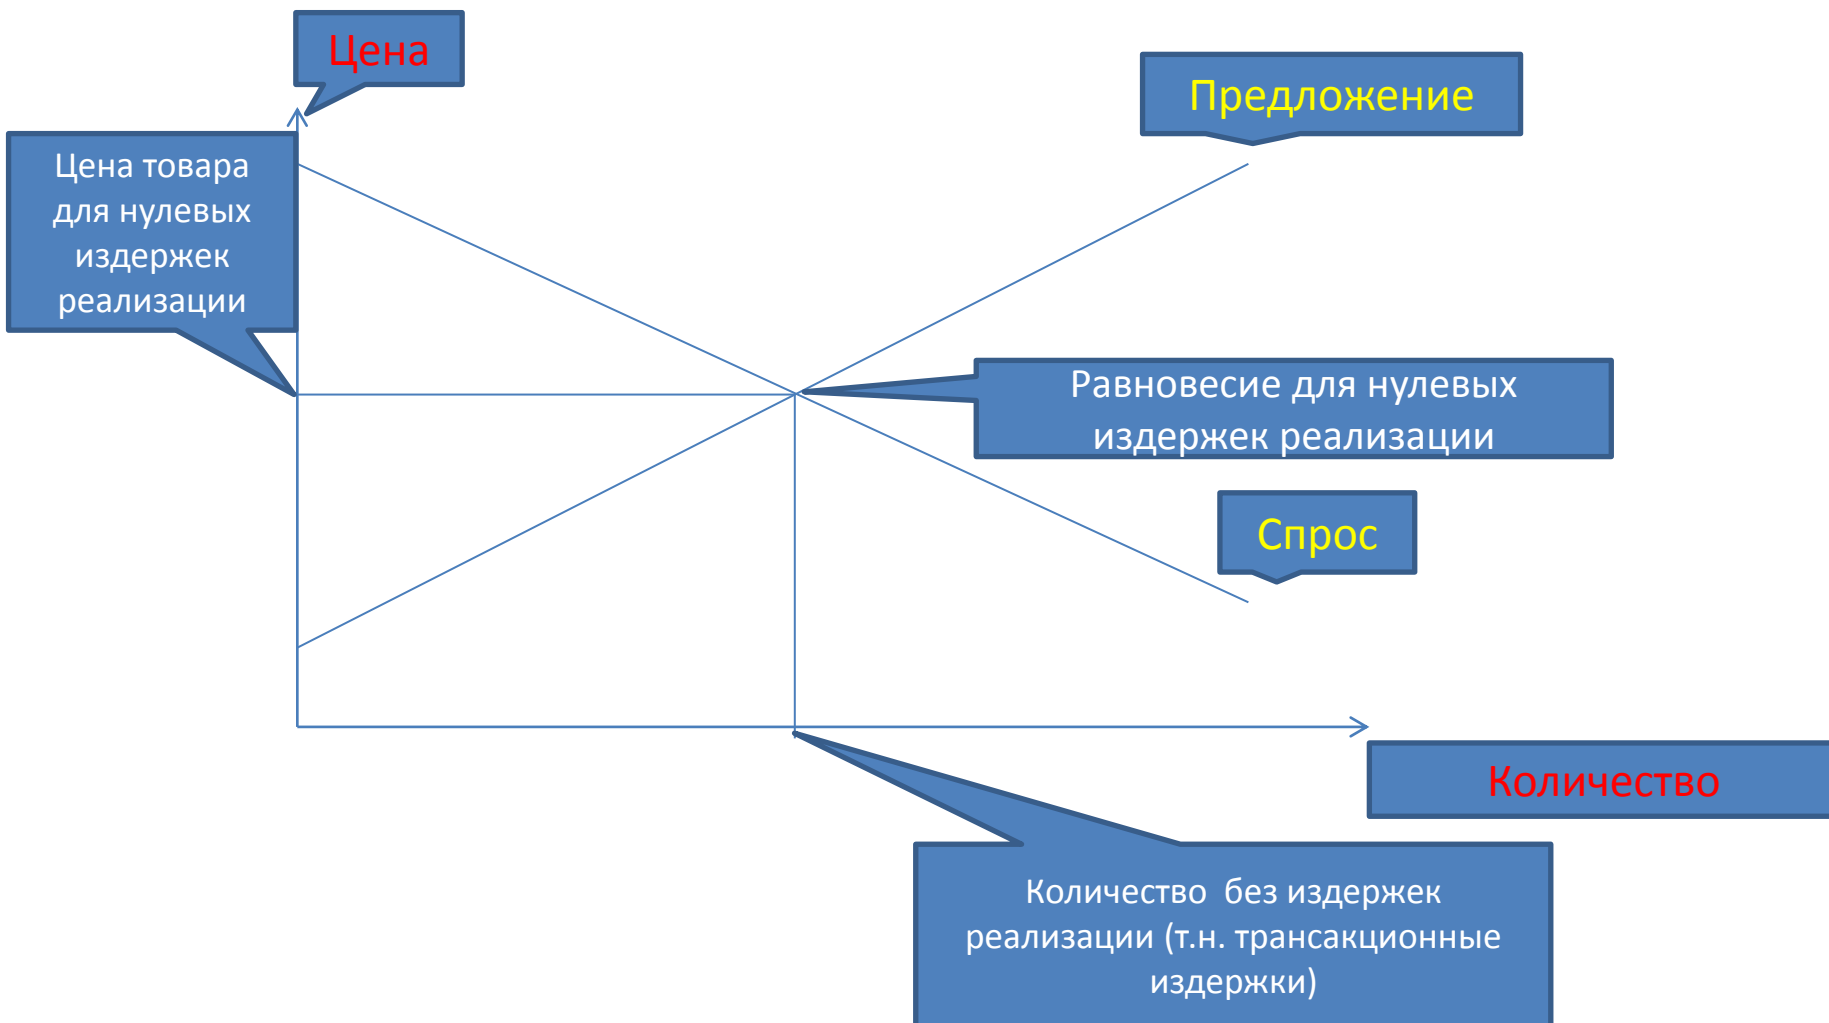 Цена
Предложение
Цена товара
для нулевых
издержек
реализации
Равновесие для нулевых
издержек реализации
Спрос
Количество
Количество  без издержек
реализации (т.н. трансакционные
издержки)